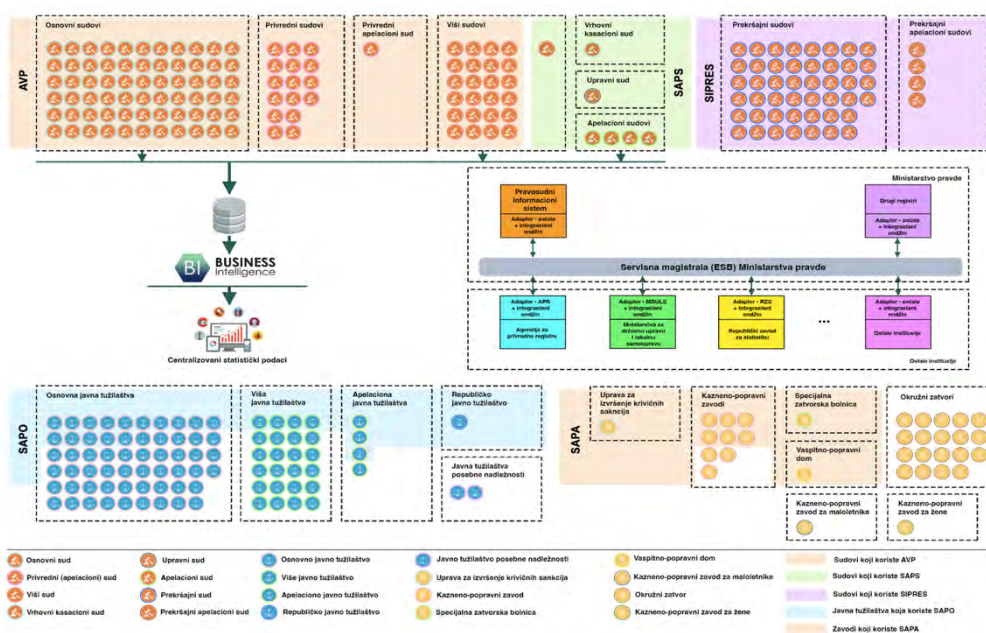 AVP
Osnovni sudovi
Privredni sudovi
Privredni
apelacioni sud
Viši sudovi
Vrhovni
kasacioni sud
Upravni sud
Apelacioni sudovi
SAPS
SIPRES
Prekršajni sudovi
Prekršajni
apelacioni sudovi
BI
BUSINESS
Intelligence
Centralizovani statistički podaci
Ministarstvo pravde
Pravosudni
informacioni
sistem
Adapter - ostale
+ Integracioni
endžin
Drugi registri
Adapter - ostale
+ Integracioni
endžin
Servisna magistrala (ESB) Ministarstva pravde
Adapter - APR
+ Integracioni
endžin
Agencija za
privredne registre
Adapter - MDULS
+ Integracioni
endžin
Ministarstva za
državnu upravu
i lokalnu
samoupravu
Adapter - RZS
+ Integracioni
endžin
Republički zavod
za statistiku
...
Adapter - ostale
+ Integracioni
endžin
Ostale institucije
Ostale institucije
SAPO
Osnovna javna tužilaštva
Viša
javna tužilaštva
Apelaciona
javna tužilaštva
Republičko
javno tužilaštvo
Javna tužilaštva
posebne nadležnosti
SAPA
Uprava za
izvršenje krivičnih
sakncija
Kazneno-popravni
zavodi
Specijalna
zatvorska bolnica
Vaspitno-popravni
dom
Okružni zatvori
Kazneno-popravni
zavod za maloletnike
Kazneno-popravni
zavod za žene
Osnovni sud
Privredni (apelacioni) sud
Viši sud
Vrhovni kasacioni sud
Upravni sud
Apelacioni sud
Prekršajni sud
Prekršajni apelacioni sud
Osnovno javno tužilaštvo
Više javno tužilaštvo
Apelaciono javno tužilaštvo
Republičko javno tužilaštvo
Javno tužilaštvo posebne nadležnosti
Uprava za izvršenje krivičnih sankcija
Kazneno-popravni zavod
Specijalna zatvorska bolnica
Vaspitno-popravni dom
Kazneno-popravni zavod za maloletnike
Okružni zatvor
Kazneno-popravni zavod za žene
Sudovi koji koriste AVP
Sudovi koji koriste SAPS
Sudovi koji koriste SIPRES
Javna tužilaštva koja koriste SAPO
Zavodi koji koriste SAPA